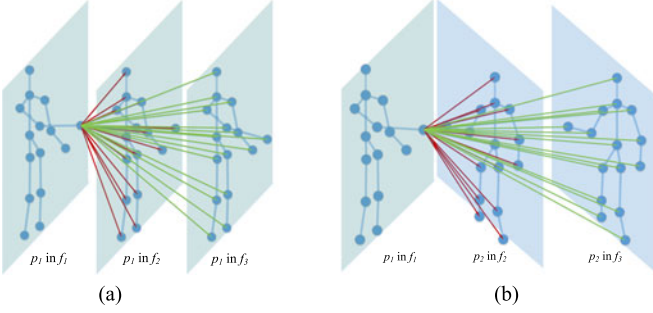 p₁ in f₁ p₁ in f₂ p₁ in f₃ p₁ in f₁ p₂ in f₂ p₂ in f₃
(a) (b)